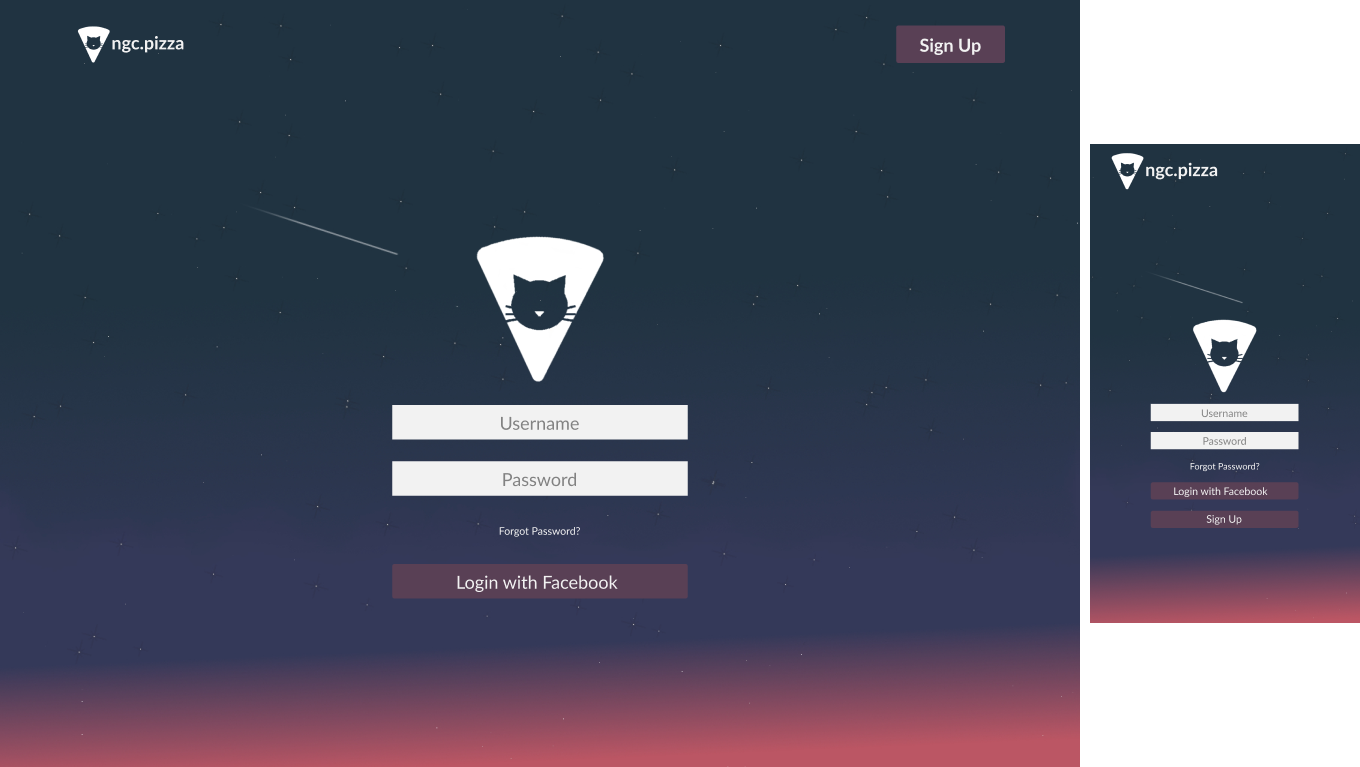 ngc.pizza
Sign Up
Username
Password
Forgot Password?
Login with Facebook
ngc.pizza
Username
Password
Forgot Password?
Login with Facebook
Sign Up